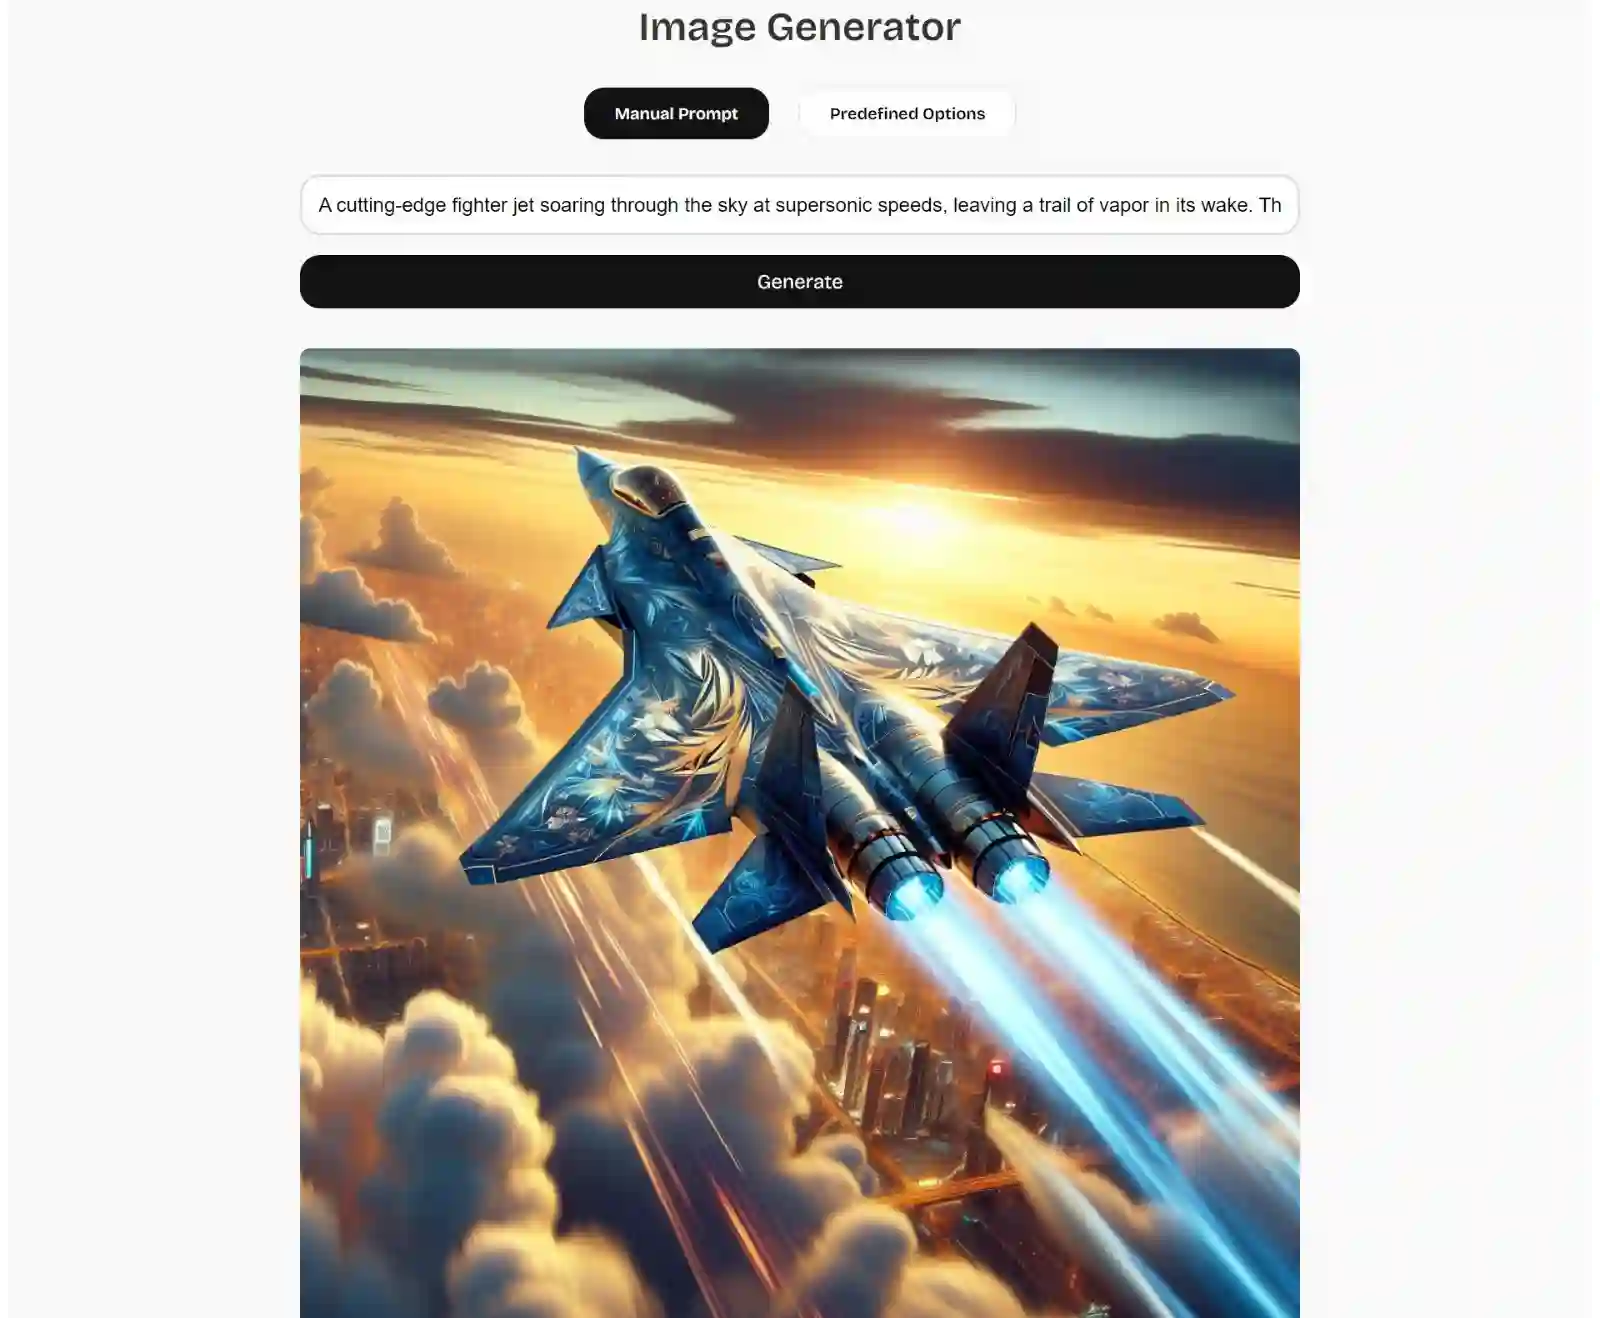 Image Generator
Manual Prompt
Predefined Options
A cutting-edge fighter jet soaring through the sky at supersonic speeds, leaving a trail of vapor in its wake. Th
Generate